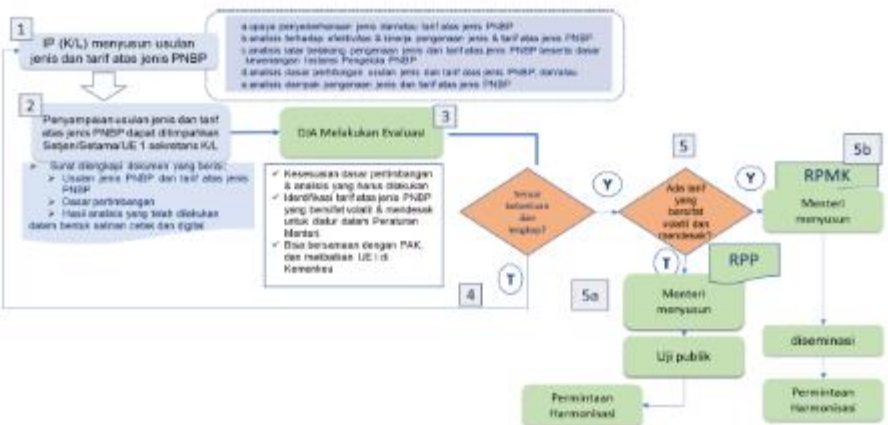 1
IP (K/L) menyusun usulan
jenis dan tarif atas jenis PNBP
a.upaya penyederhanaan jenis dan/atau tarif atas jenis PNBP
b.analisis terhadap efektivitas & kinerja pengenaan jenis & tarif atas jenis PNBP
c.analisis latar belakang pengenaan jenis dan tarif atas jenis PNBP beserta dasar
kewenangan Instansi Pengelola PNBP
d.analisis dasar perhitungan usulan jenis dan tarif atas jenis PNBP, dan/atau
e.analisis dampak pengenaan jenis dan tarif atas jenis PNBP
2
Penyampaian usulan jenis dan tarif
atas jenis PNBP dapat dilimpahkan
Setjen/Setama/UE 1 sekretaris K/L
Surat dilengkapi dokumen yang berisi:
Usulan jenis PNBP dan tarif atas jenis
PNBP
Dasar pertimbangan
Hasil analisis yang telah dilakukan
dalam bentuk salinan cetak dan digital
3
DJA Melakukan Evaluasi
Kesesuaian dasar pertimbangan
& analisis yang harus dilakukan
Identifikasi tarif atas jenis PNBP
yang bersifat volatil & mendesak
untuk diatur dalam Peraturan
Menteri
Bisa bersamaan dengan PAK,
dan melibatkan UE I di
Kemenkeu
4
Sesuai
ketentuan
dan
lengkap?
T
Y
5
Ada tarif
yang
bersifat
volatil dan
mendesak?
Y
T
5b
RPMK
Menteri
menyusun
diseminasi
Permintaan
Harmonisasi
5a
RPP
Menteri
menyusun
Uji publik
Permintaan
Harmonisasi